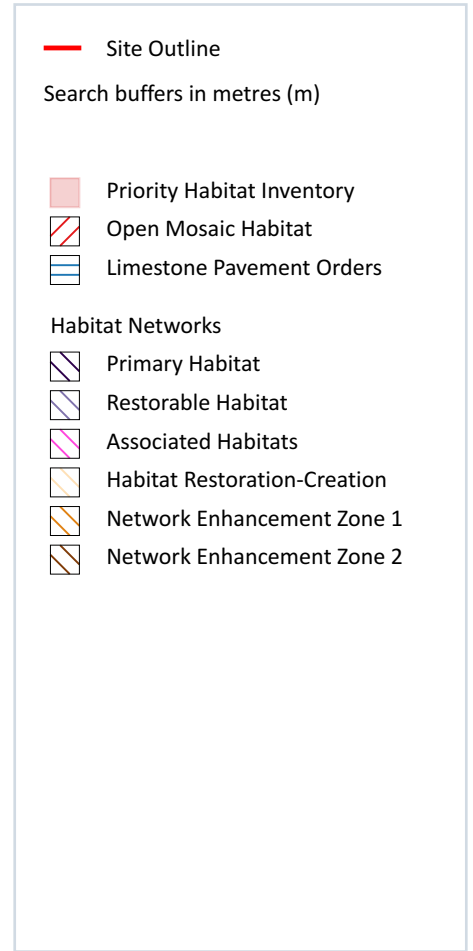 Site Outline
Search buffers in metres (m)
Priority Habitat Inventory
Open Mosaic Habitat
Limestone Pavement Orders
Habitat Networks
Primary Habitat
Restorable Habitat
Associated Habitats
Habitat Restoration-Creation
Network Enhancement Zone 1
Network Enhancement Zone 2